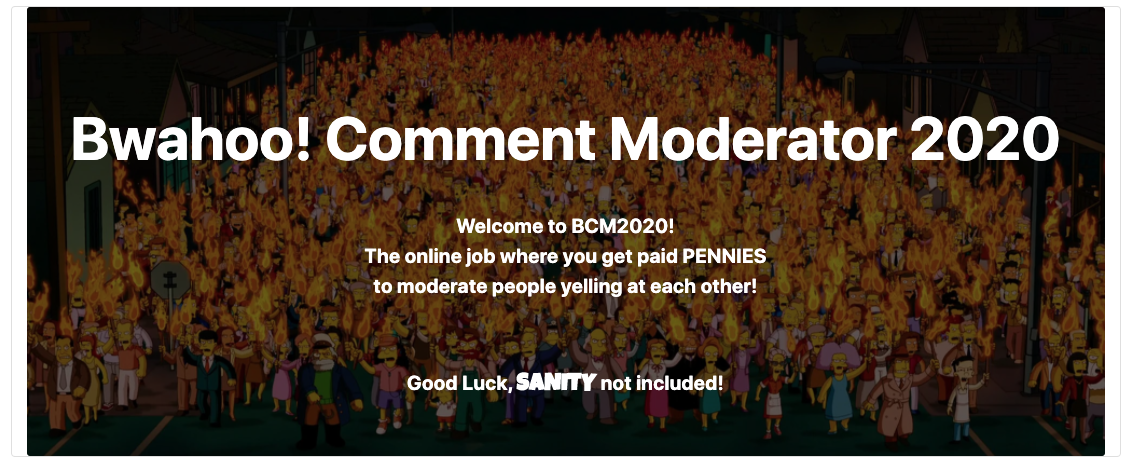 Bwahoo! Comment Moderator 2020
Welcome to BCM2020!
The online job where you get paid PENNIES
to moderate people yelling at each other!
Good Luck, SANITY not included!